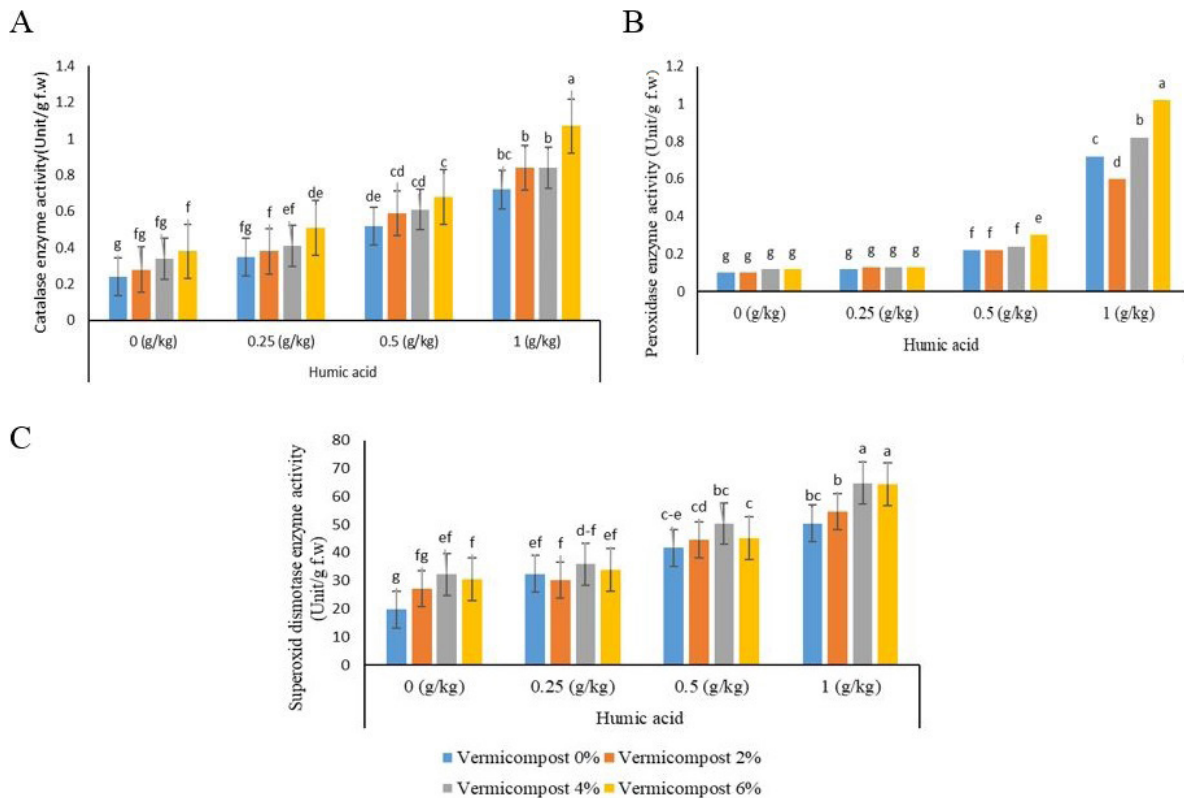 A
Catalase enzyme activity(Unit/g f.w)
1.4
1.2
1
0.8
0.6
0.4
0.2
0
g fg fg f
fg f ef de
de cd cd c
bc b b a
0 (g/kg) 0.25 (g/kg) 0.5 (g/kg) 1 (g/kg)
Humic acid
B
Peroxidase enzyme activity (Unit/g f.w)
1.2
1
0.8
0.6
0.4
0.2
0
g g g g
g g g g
f f f e
c d b a
0 (g/kg) 0.25 (g/kg) 0.5 (g/kg) 1 (g/kg)
Humic acid
C
Superoxid dismotase enzyme activity
(Unit/g f.w)
80
70
60
50
40
30
20
10
0
g fg ef f
ef f d-f ef
c-e cd bc c
bc b a a
0 (g/kg) 0.25 (g/kg) 0.5 (g/kg) 1 (g/kg)
Humic acid
Vermicompost 0% Vermicompost 2%
Vermicompost 4% Vermicompost 6%